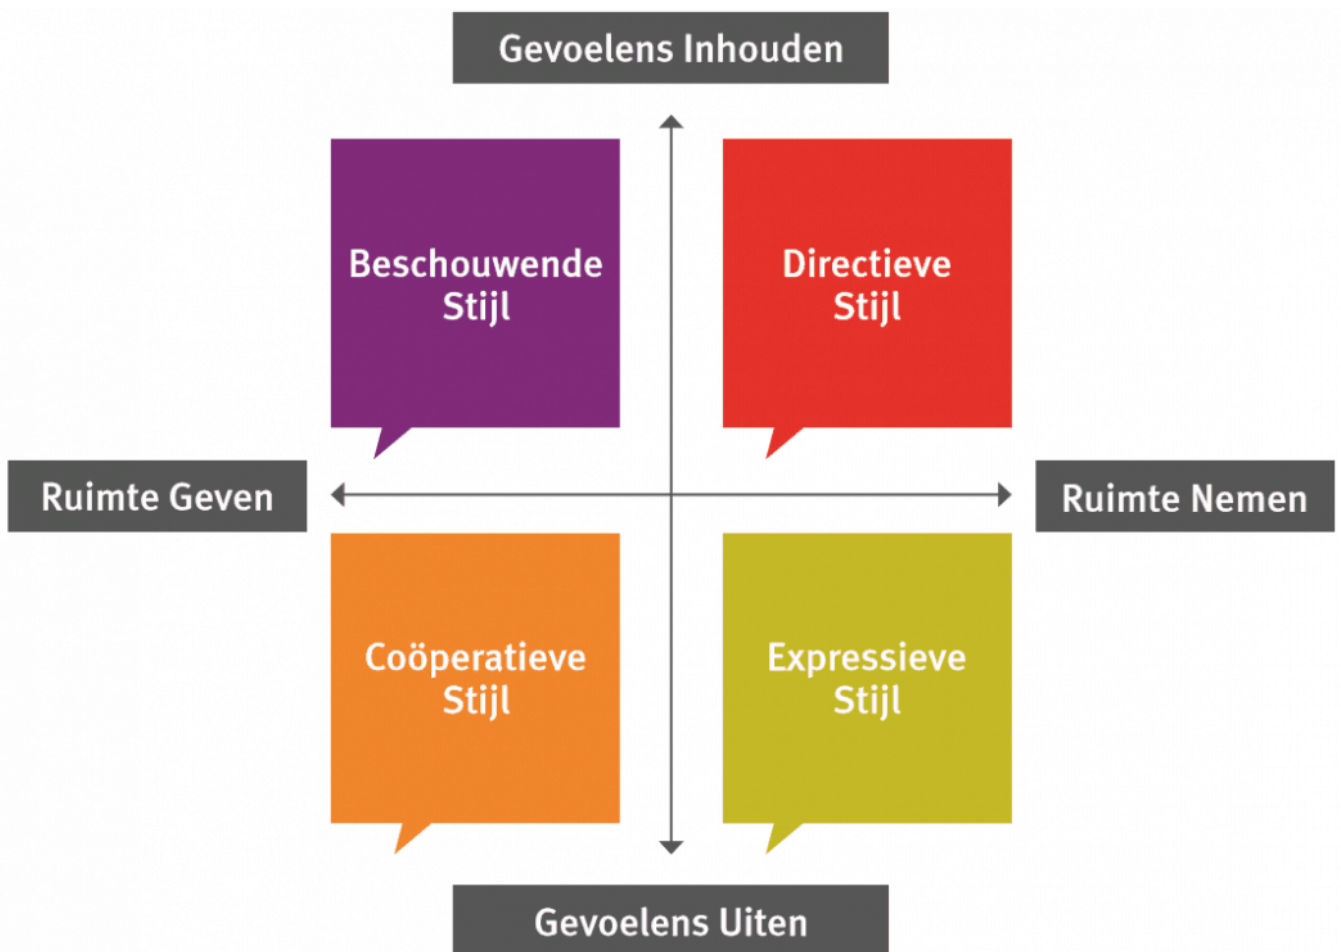 Gevoelens Inhouden
Beschouwende
Stijl
Directieve
Stijl
Ruimte Geven
Ruimte Nemen
Coöperatieve
Stijl
Expressieve
Stijl
Gevoelens Uiten